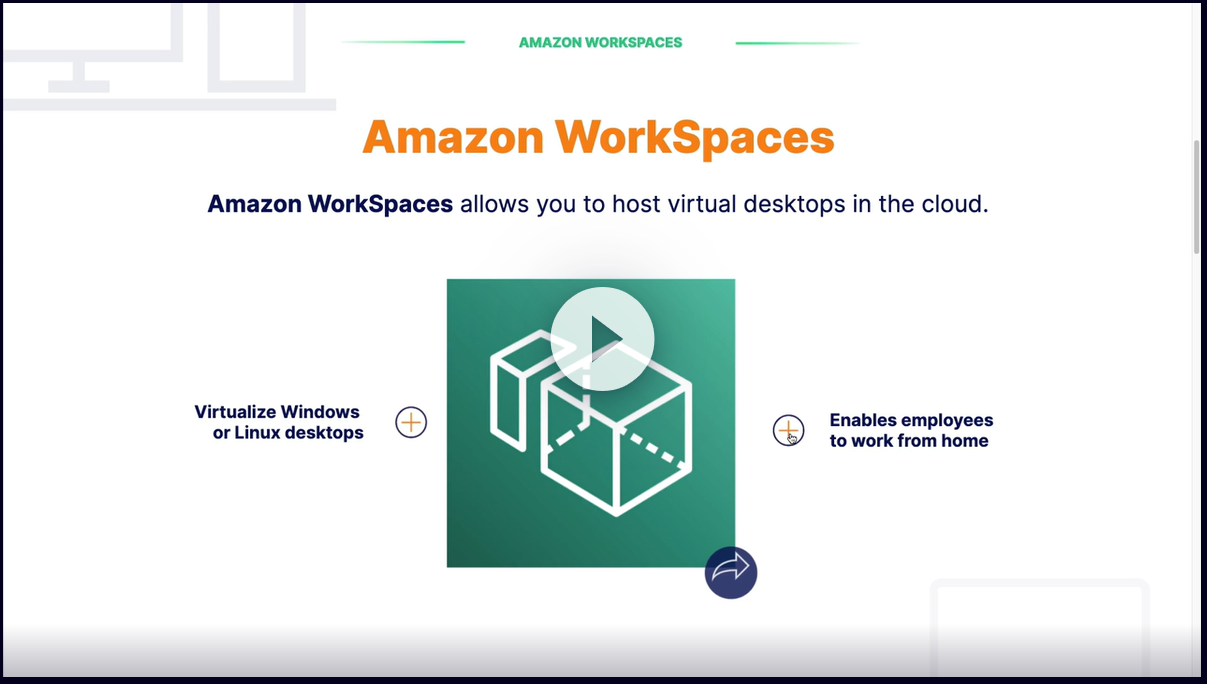 AMAZON WORKSPACES
Amazon WorkSpaces
Amazon WorkSpaces allows you to host virtual desktops in the cloud.
Virtualize Windows
or Linux desktops
Enables employees
to work from home